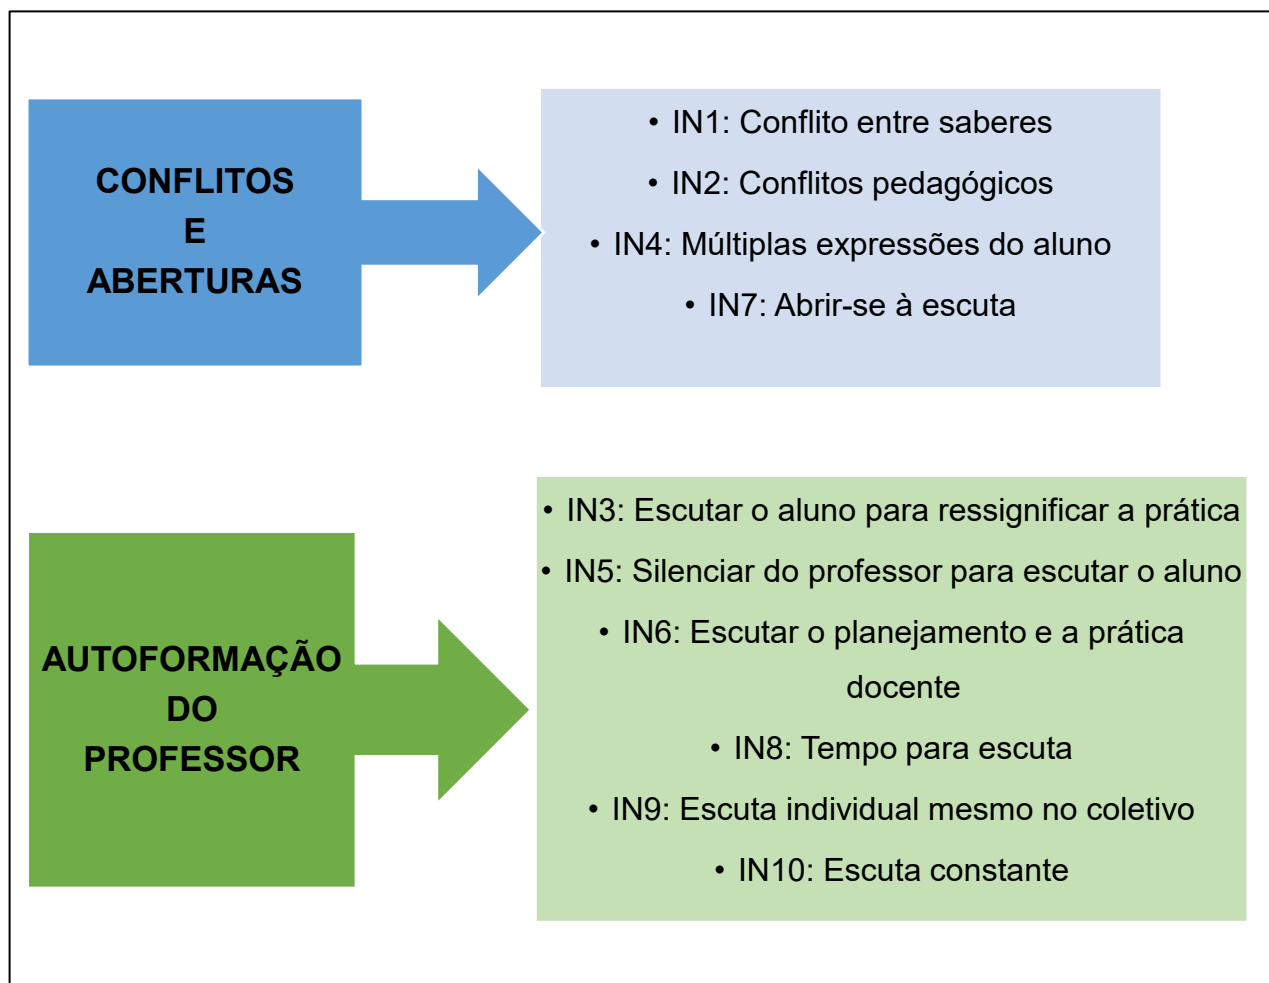 CONFLITOS
E
ABERTURAS
• IN1: Conflito entre saberes
• IN2: Conflitos pedagógicos
• IN4: Múltiplas expressões do aluno
• IN7: Abrir-se à escuta
AUTOFORMAÇÃO
DO
PROFESSOR
• IN3: Escutar o aluno para ressignificar a prática
• IN5: Silenciar do professor para escutar o aluno
• IN6: Escutar o planejamento e a prática
docente
• IN8: Tempo para escuta
• IN9: Escuta individual mesmo no coletivo
• IN10: Escuta constante